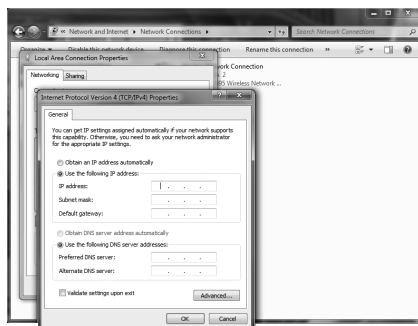 « Network and Internet ▸ Network Connections ▸
Search Network Connections
Organize ▾ Disable this network device Diagnose this connection Rename this connection »
Local Area Connection Properties
Networking Sharing
work Connection
95 Wireless Network ...
Internet Protocol Version 4 (TCP/IPv4) Properties
General
You can get IP settings assigned automatically if your network supports
this capability. Otherwise, you need to ask your network administrator
for the appropriate IP settings.
Obtain an IP address automatically
Use the following IP address:
IP address:
Subnet mask:
Default gateway:
Obtain DNS server address automatically
Use the following DNS server addresses:
Preferred DNS server:
Alternate DNS server:
Validate settings upon exit
Advanced...
OK Cancel